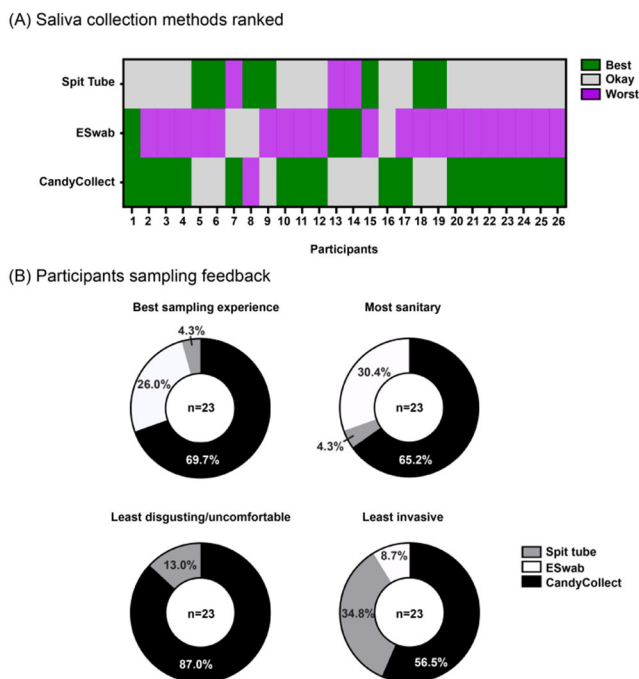 (A) Saliva collection methods ranked
Spit Tube
ESwab
CandyCollect
Best
Okay
Worst
1 2 3 4 5 6 7 8 9 10 11 12 13 14 15 16 17 18 19 20 21 22 23 24 25 26
Participants
(B) Participants sampling feedback
Best sampling experience
4.3%
26.0%
n=23
69.7%
Most sanitary
30.4%
n=23
4.3%
65.2%
Least disgusting/uncomfortable
13.0%
n=23
87.0%
Least invasive
8.7%
34.8%
n=23
56.5%
Spit tube
ESwab
CandyCollect